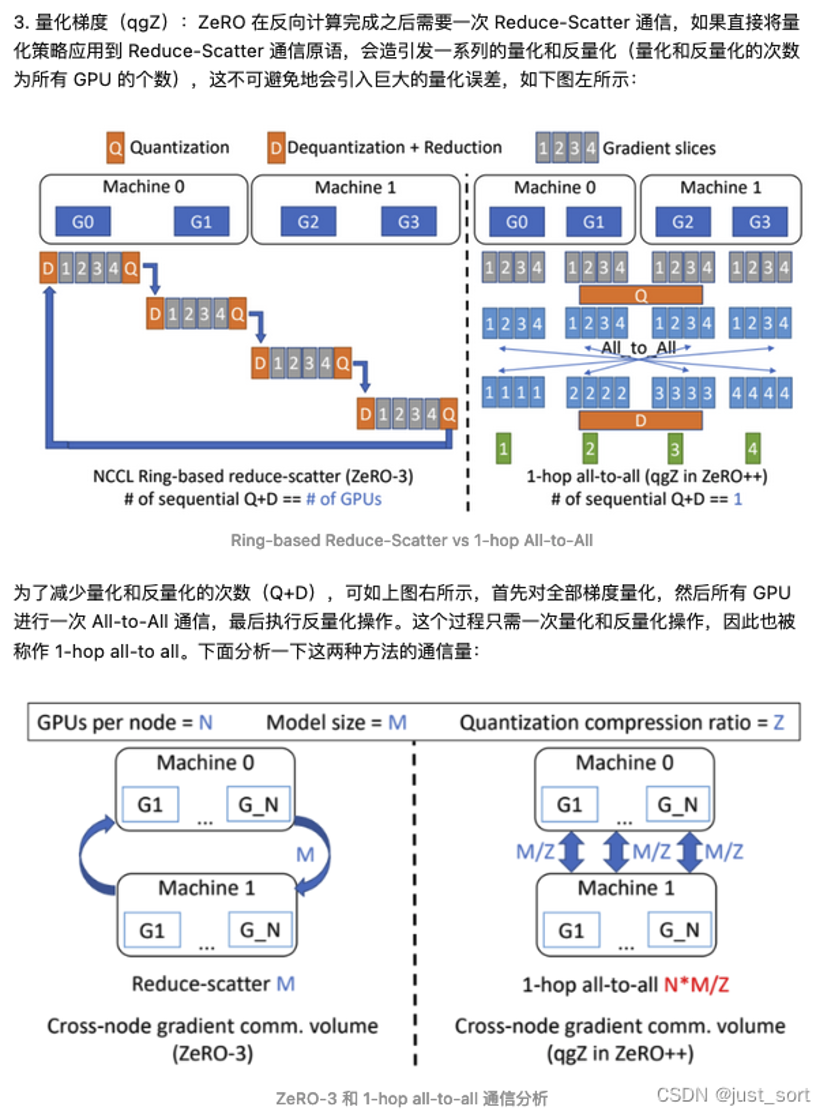 3. 量化梯度（qgZ）：ZeRO 在反向计算完成之后需要一次 Reduce-Scatter 通信，如果直接将量
化策略应用到 Reduce-Scatter 通信原语，会造引发一系列的量化和反量化（量化和反量化的次数
为所有 GPU 的个数），这不可避免地会引入巨大的量化误差，如下图左所示：
Q Quantization D Dequantization + Reduction 1 2 3 4 Gradient slices
Machine 0 Machine 1 Machine 0 Machine 1
G0 G1 G2 G3 G0 G1 G2 G3
D 1 2 3 4 Q
D 1 2 3 4 Q
D 1 2 3 4 Q
D 1 2 3 4 Q
1 2 3 4 1 2 3 4 1 2 3 4 1 2 3 4
Q
1 2 3 4 1 2 3 4 1 2 3 4 1 2 3 4
All_to_All
1 1 1 1 2 2 2 2 3 3 3 3 4 4 4 4
D
1 2 3 4
NCCL Ring-based reduce-scatter (ZeRO-3)
# of sequential Q+D == # of GPUs
1-hop all-to-all (qgZ in ZeRO++)
# of sequential Q+D == 1
Ring-based Reduce-Scatter vs 1-hop All-to-All
为了减少量化和反量化的次数（Q+D），可如上图右所示，首先对全部梯度量化，然后所有 GPU
进行一次 All-to-All 通信，最后执行反量化操作。这个过程只需一次量化和反量化操作，因此也被
称作 1-hop all-to all。下面分析一下这两种方法的通信量：
GPUs per node = N Model size = M Quantization compression ratio = Z
Machine 0
G1 ... G_N
M
Machine 1
G1 ... G_N
Reduce-scatter M
Cross-node gradient comm. volume
(ZeRO-3)
Machine 0
G1 ... G_N
M/Z M/Z M/Z
Machine 1
G1 ... G_N
1-hop all-to-all N*M/Z
Cross-node gradient comm. volume
(qgZ in ZeRO++)
ZeRO-3 和 1-hop all-to-all 通信分析
CSDN @just_sort